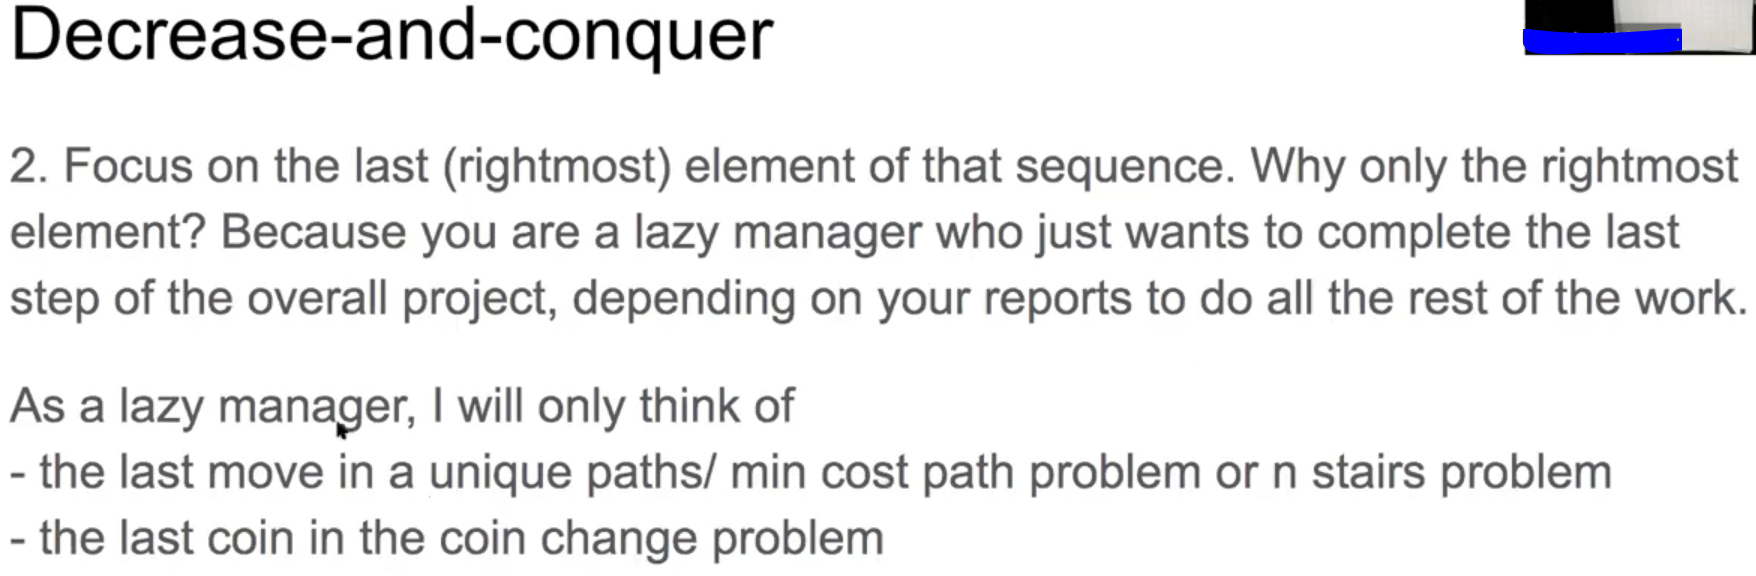 Decrease-and-conquer
2. Focus on the last (rightmost) element of that sequence. Why only the rightmost
element? Because you are a lazy manager who just wants to complete the last
step of the overall project, depending on your reports to do all the rest of the work.
As a lazy manager, I will only think of
- the last move in a unique paths/ min cost path problem or n stairs problem
- the last coin in the coin change problem